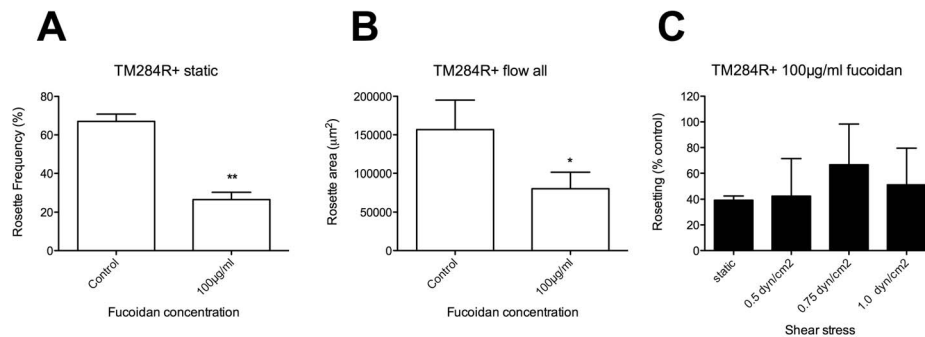 A
TM284R+ static
Rosette Frequency (%)
80
60
40
20
0
**
Control
100µg/ml
Fucoidan concentration
B
TM284R+ flow all
Rosette area (µm²)
200000
150000
100000
50000
0
*
Control
100µg/ml
Fucoidan concentration
C
TM284R+ 100µg/ml fucoidan
Rosetting (% control)
120
100
80
60
40
20
0
static
0.5 dyn/cm2
0.75 dyn/cm2
1.0 dyn/cm2
Shear stress